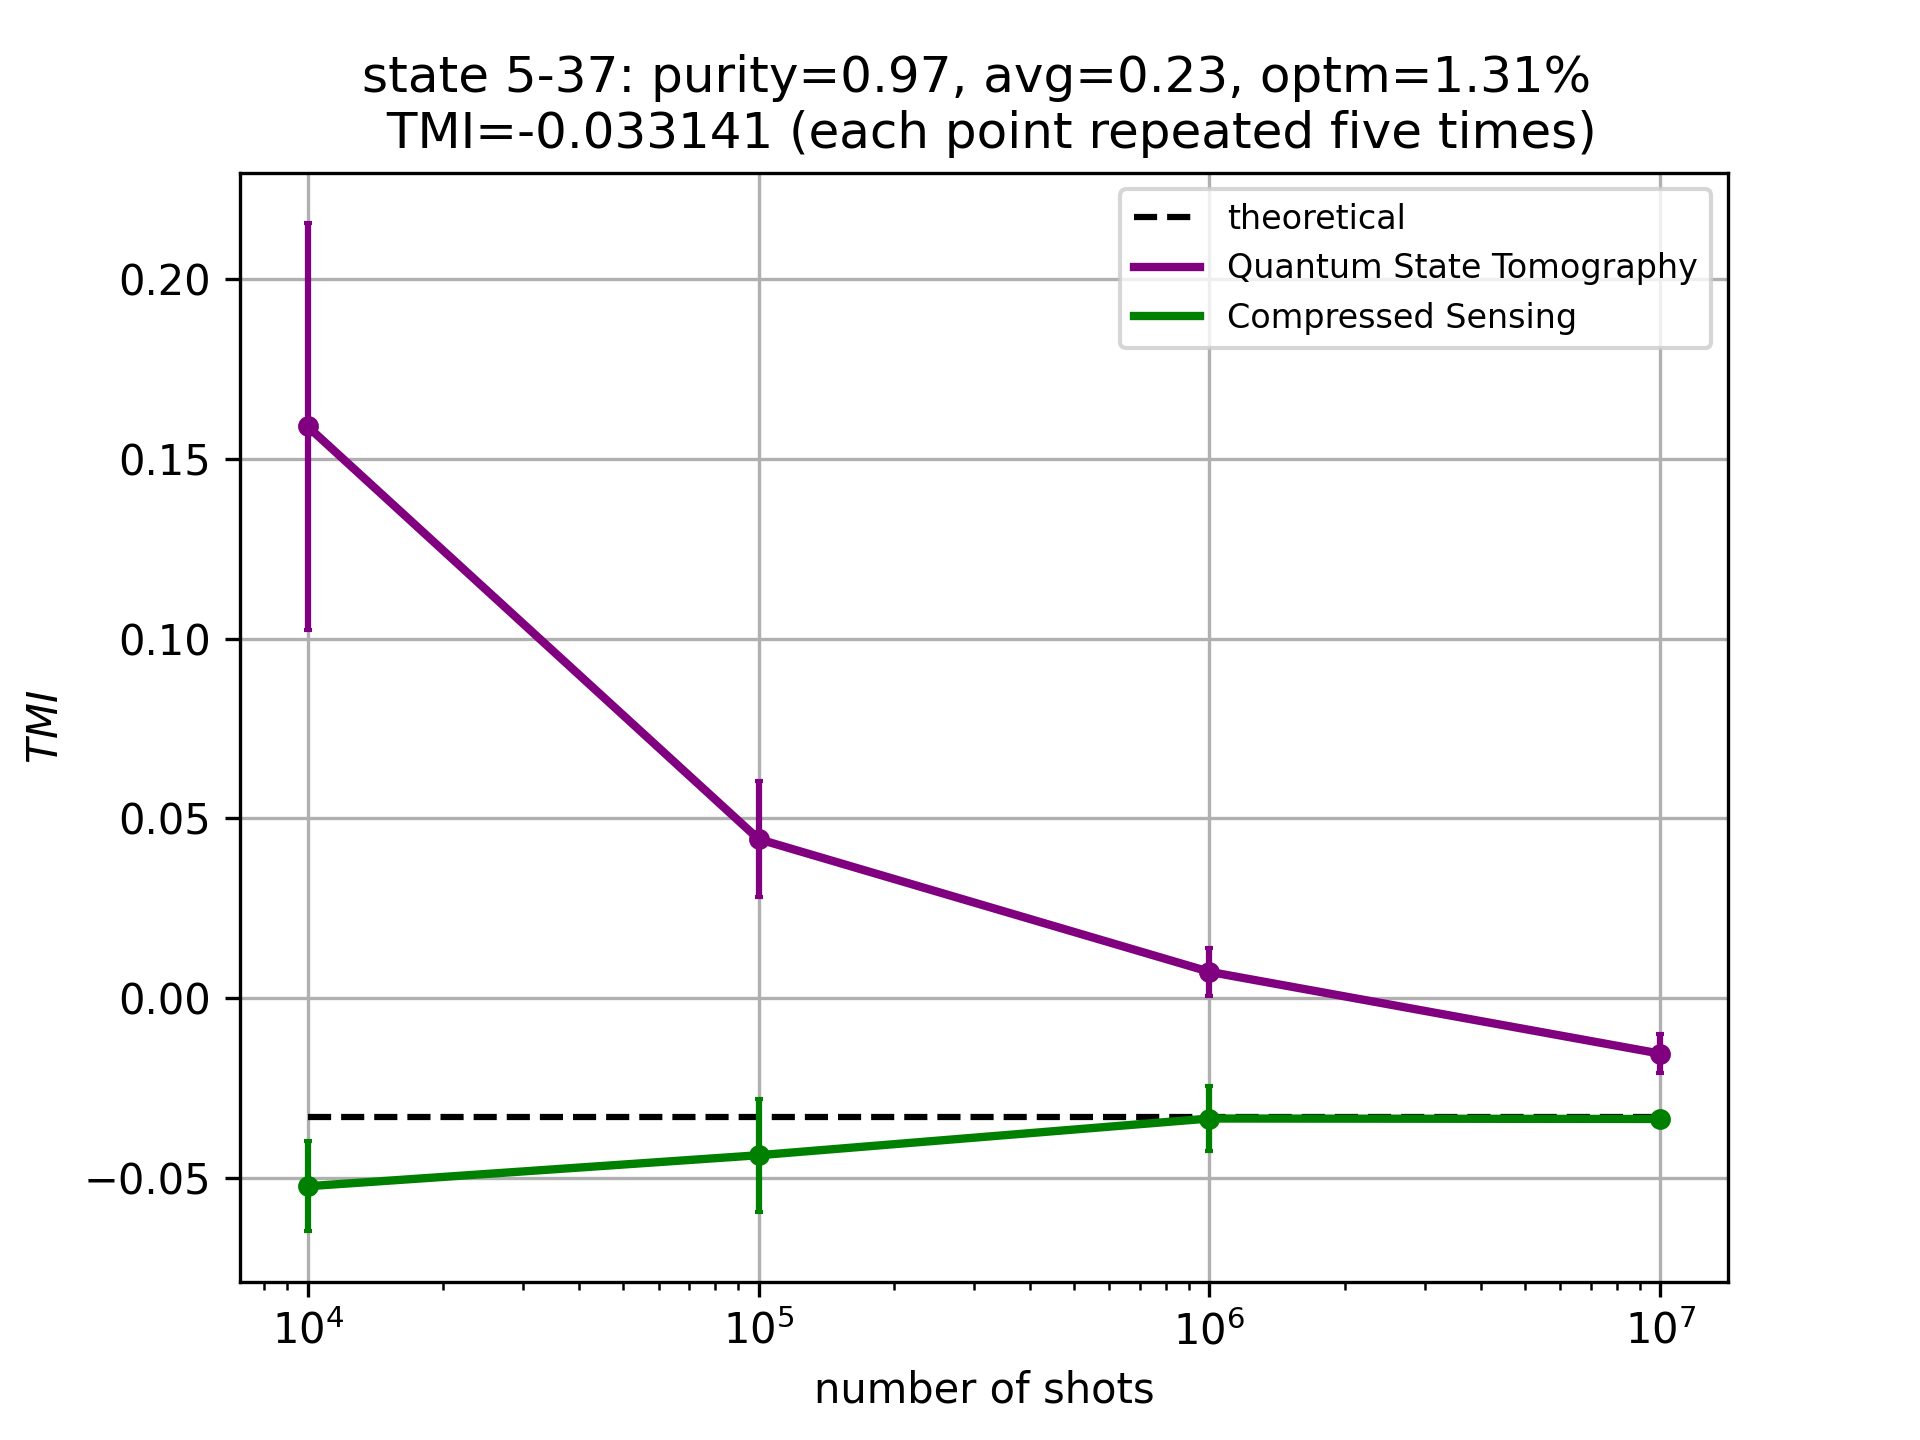 state 5-37: purity=0.97, avg=0.23, optm=1.31%
TMI=-0.033141 (each point repeated five times)
theoretical
Quantum State Tomography
Compressed Sensing
0.20
0.15
0.10
0.05
0.00
−0.05
TMI
10⁴ 10⁵ 10⁶ 10⁷
number of shots